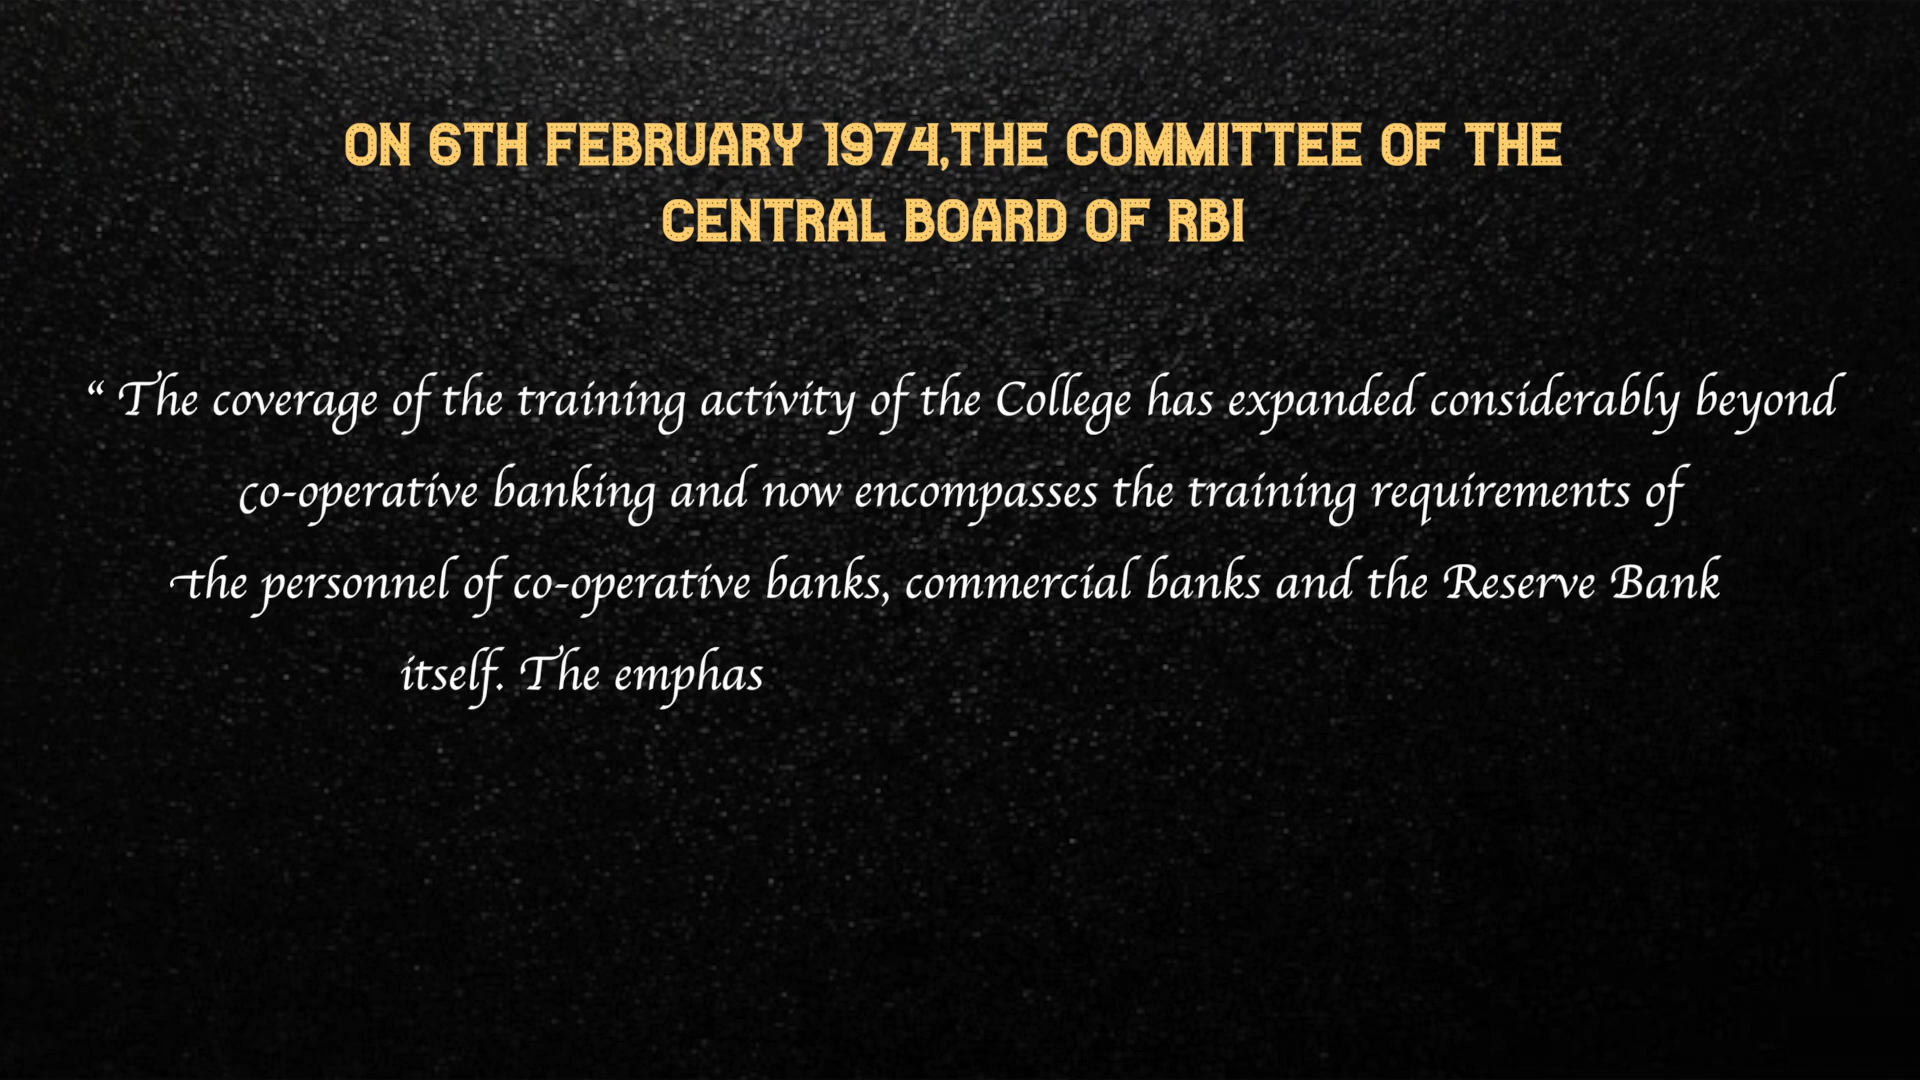 ON 6TH FEBRUARY 1974,THE COMMITTEE OF THE
CENTRAL BOARD OF RBI
“ The coverage of the training activity of the College has expanded considerably beyond
co-operative banking and now encompasses the training requirements of
the personnel of co-operative banks, commercial banks and the Reserve Bank
itself. The emphas